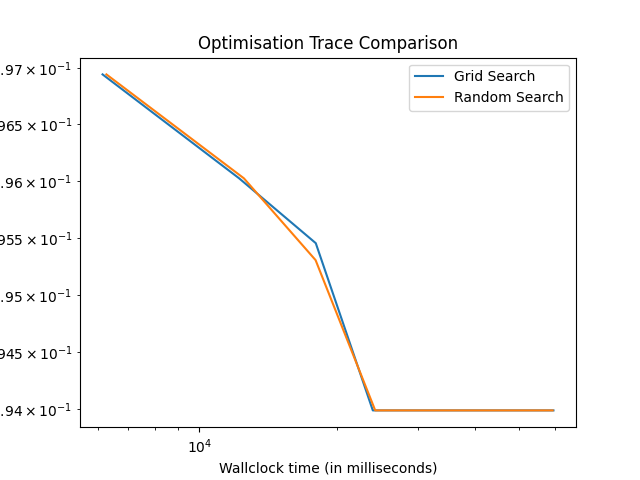 Optimisation Trace Comparison
Grid Search
Random Search
.97 × 10⁻¹
965 × 10⁻¹
.96 × 10⁻¹
955 × 10⁻¹
.95 × 10⁻¹
945 × 10⁻¹
.94 × 10⁻¹
10⁴
Wallclock time (in milliseconds)